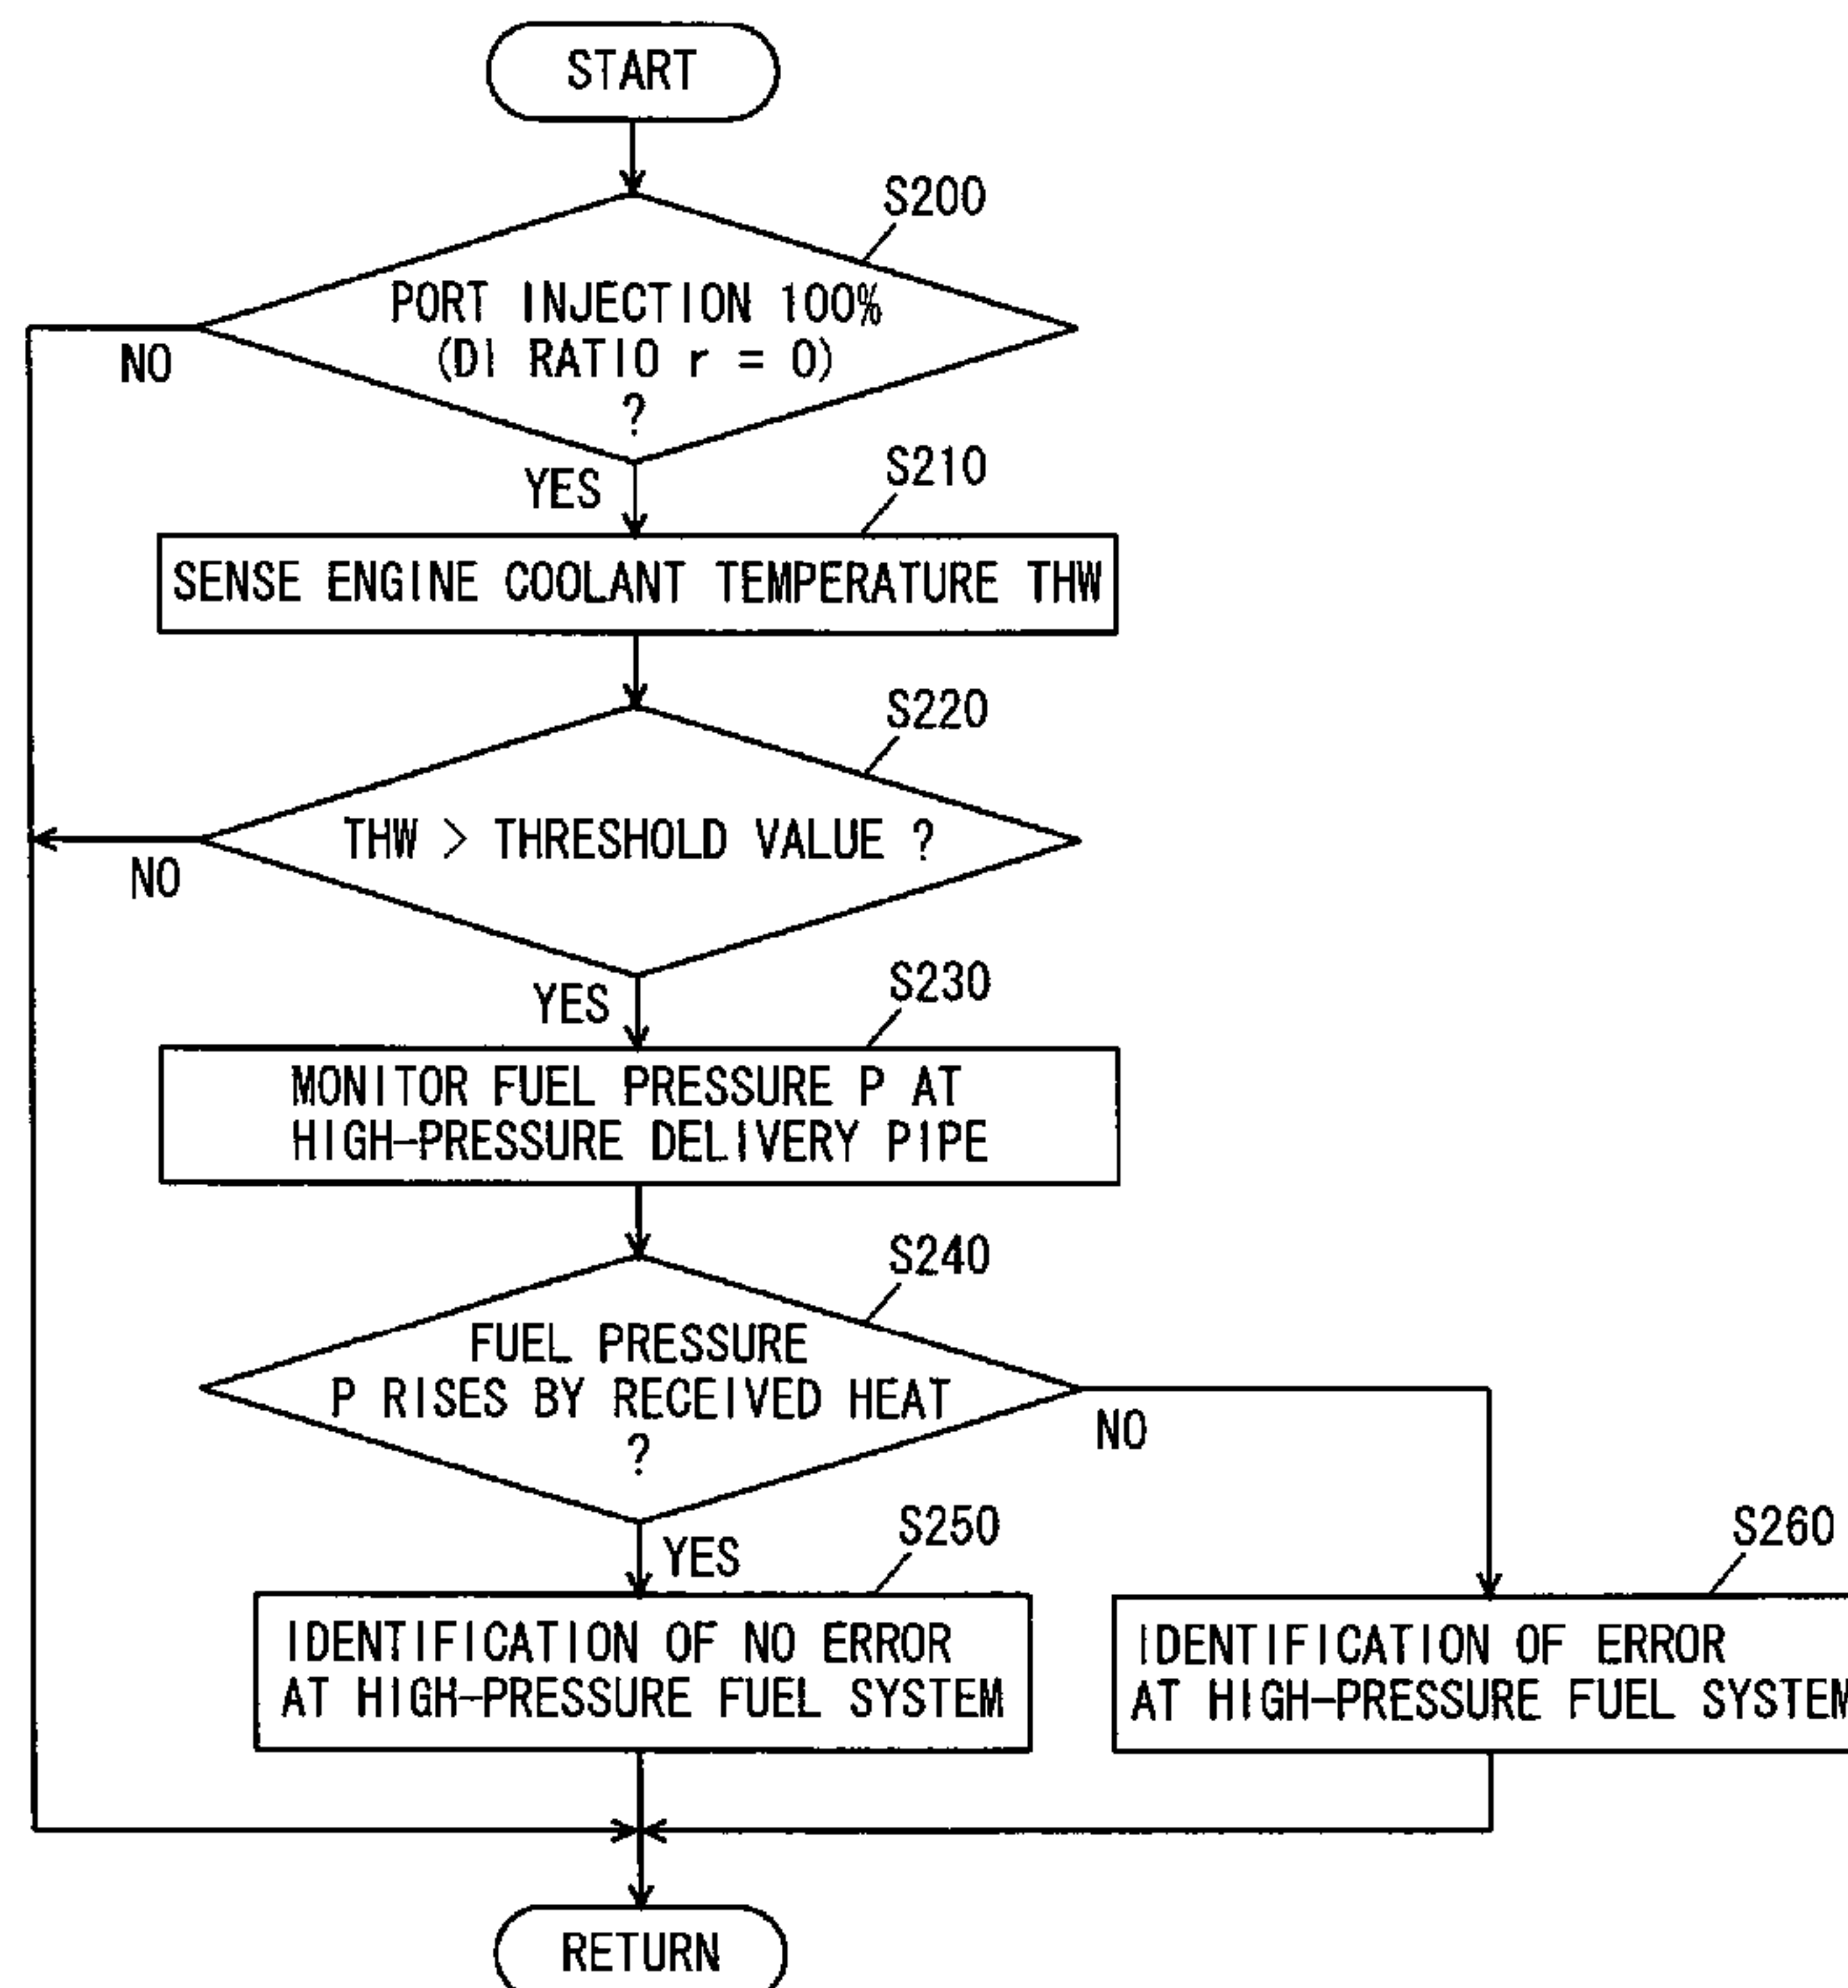 START
S200
PORT INJECTION 100%
(DI RATIO r = 0)
?
NO
YES
S210
SENSE ENGINE COOLANT TEMPERATURE THW
S220
THW > THRESHOLD VALUE ?
NO
YES
S230
MONITOR FUEL PRESSURE P AT
HIGH-PRESSURE DELIVERY PIPE
S240
FUEL PRESSURE
P RISES BY RECEIVED HEAT
?
NO
YES
S250
IDENTIFICATION OF NO ERROR
AT HIGH-PRESSURE FUEL SYSTEM
S260
IDENTIFICATION OF ERROR
AT HIGH-PRESSURE FUEL SYSTEM
RETURN